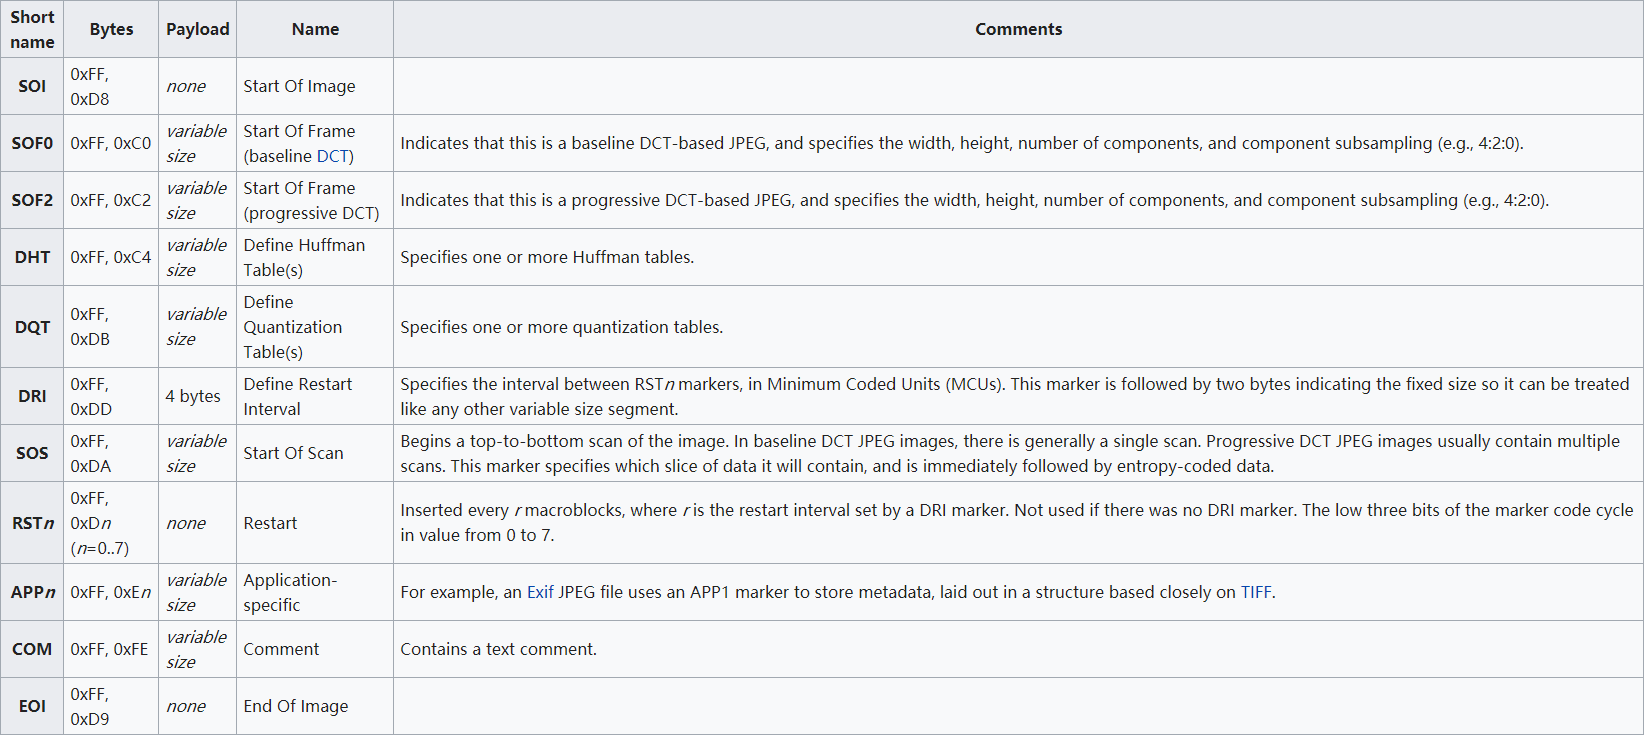 Short name Bytes Payload Name Comments
SOI 0xFF, 0xD8 none Start Of Image
SOF0 0xFF, 0xC0 variable size Start Of Frame (baseline DCT) Indicates that this is a baseline DCT-based JPEG, and specifies the width, height, number of components, and component subsampling (e.g., 4:2:0).
SOF2 0xFF, 0xC2 variable size Start Of Frame (progressive DCT) Indicates that this is a progressive DCT-based JPEG, and specifies the width, height, number of components, and component subsampling (e.g., 4:2:0).
DHT 0xFF, 0xC4 variable size Define Huffman Table(s) Specifies one or more Huffman tables.
DQT 0xFF, 0xDB variable size Define Quantization Table(s) Specifies one or more quantization tables.
DRI 0xFF, 0xDD 4 bytes Define Restart Interval Specifies the interval between RSTn markers, in Minimum Coded Units (MCUs). This marker is followed by two bytes indicating the fixed size so it can be treated like any other variable size segment.
SOS 0xFF, 0xDA variable size Start Of Scan Begins a top-to-bottom scan of the image. In baseline DCT JPEG images, there is generally a single scan. Progressive DCT JPEG images usually contain multiple scans. This marker specifies which slice of data it will contain, and is immediately followed by entropy-coded data.
RSTn 0xFF, 0xDn (n=0..7) none Restart Inserted every r macroblocks, where r is the restart interval set by a DRI marker. Not used if there was no DRI marker. The low three bits of the marker code cycle in value from 0 to 7.
APPn 0xFF, 0xEn variable size Application-specific For example, an Exif JPEG file uses an APP1 marker to store metadata, laid out in a structure based closely on TIFF.
COM 0xFF, 0xFE variable size Comment Contains a text comment.
EOI 0xFF, 0xD9 none End Of Image